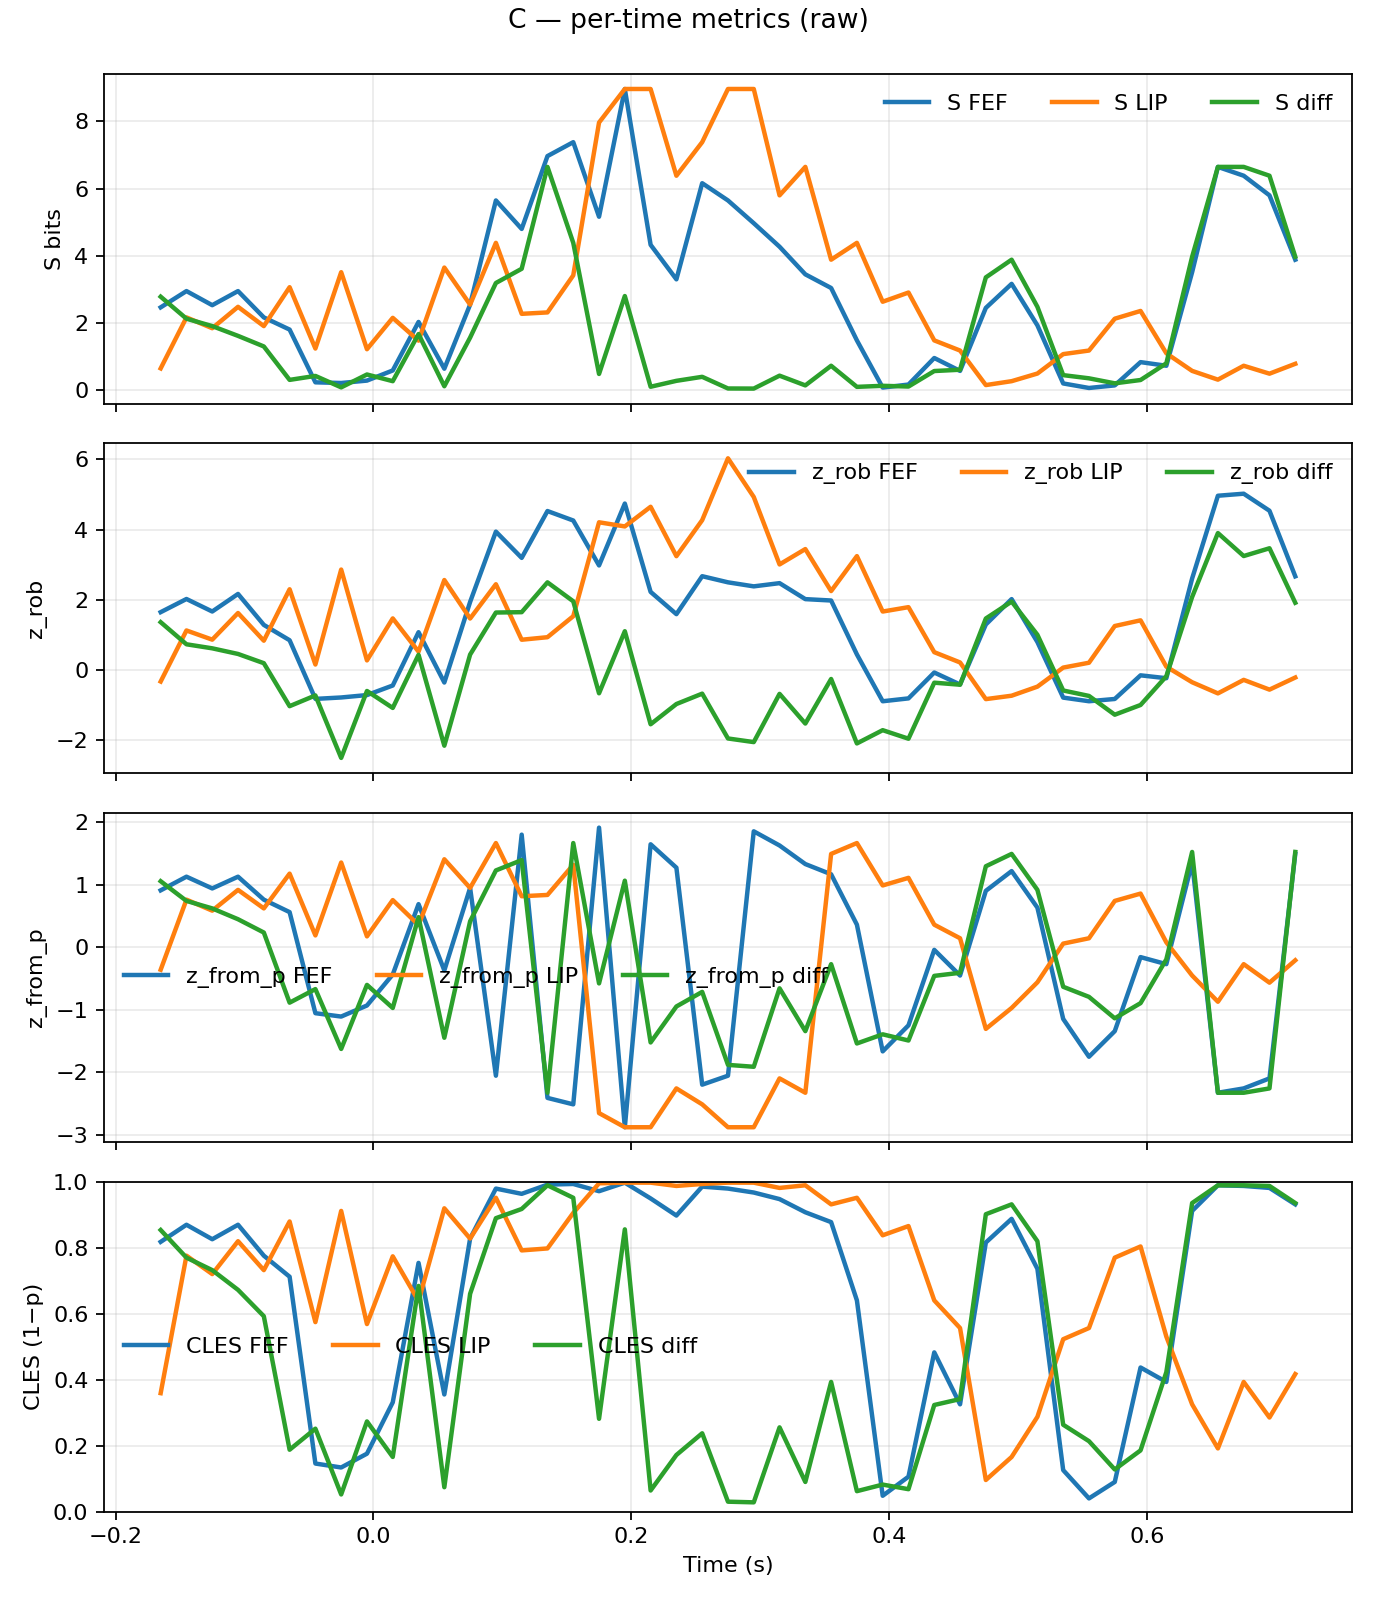 C — per-time metrics (raw)
S FEF S LIP S diff
8
6
4
2
0
S bits
z_rob FEF z_rob LIP z_rob diff
6
4
2
0
−2
z_rob
2
1
0
−1
−2
−3
z_from_p
z_from_p FEF z_from_p LIP z_from_p diff
1.0
0.8
0.6
0.4
0.2
0.0
CLES (1−p)
CLES FEF CLES LIP CLES diff
−0.2 0.0 0.2 0.4 0.6
Time (s)